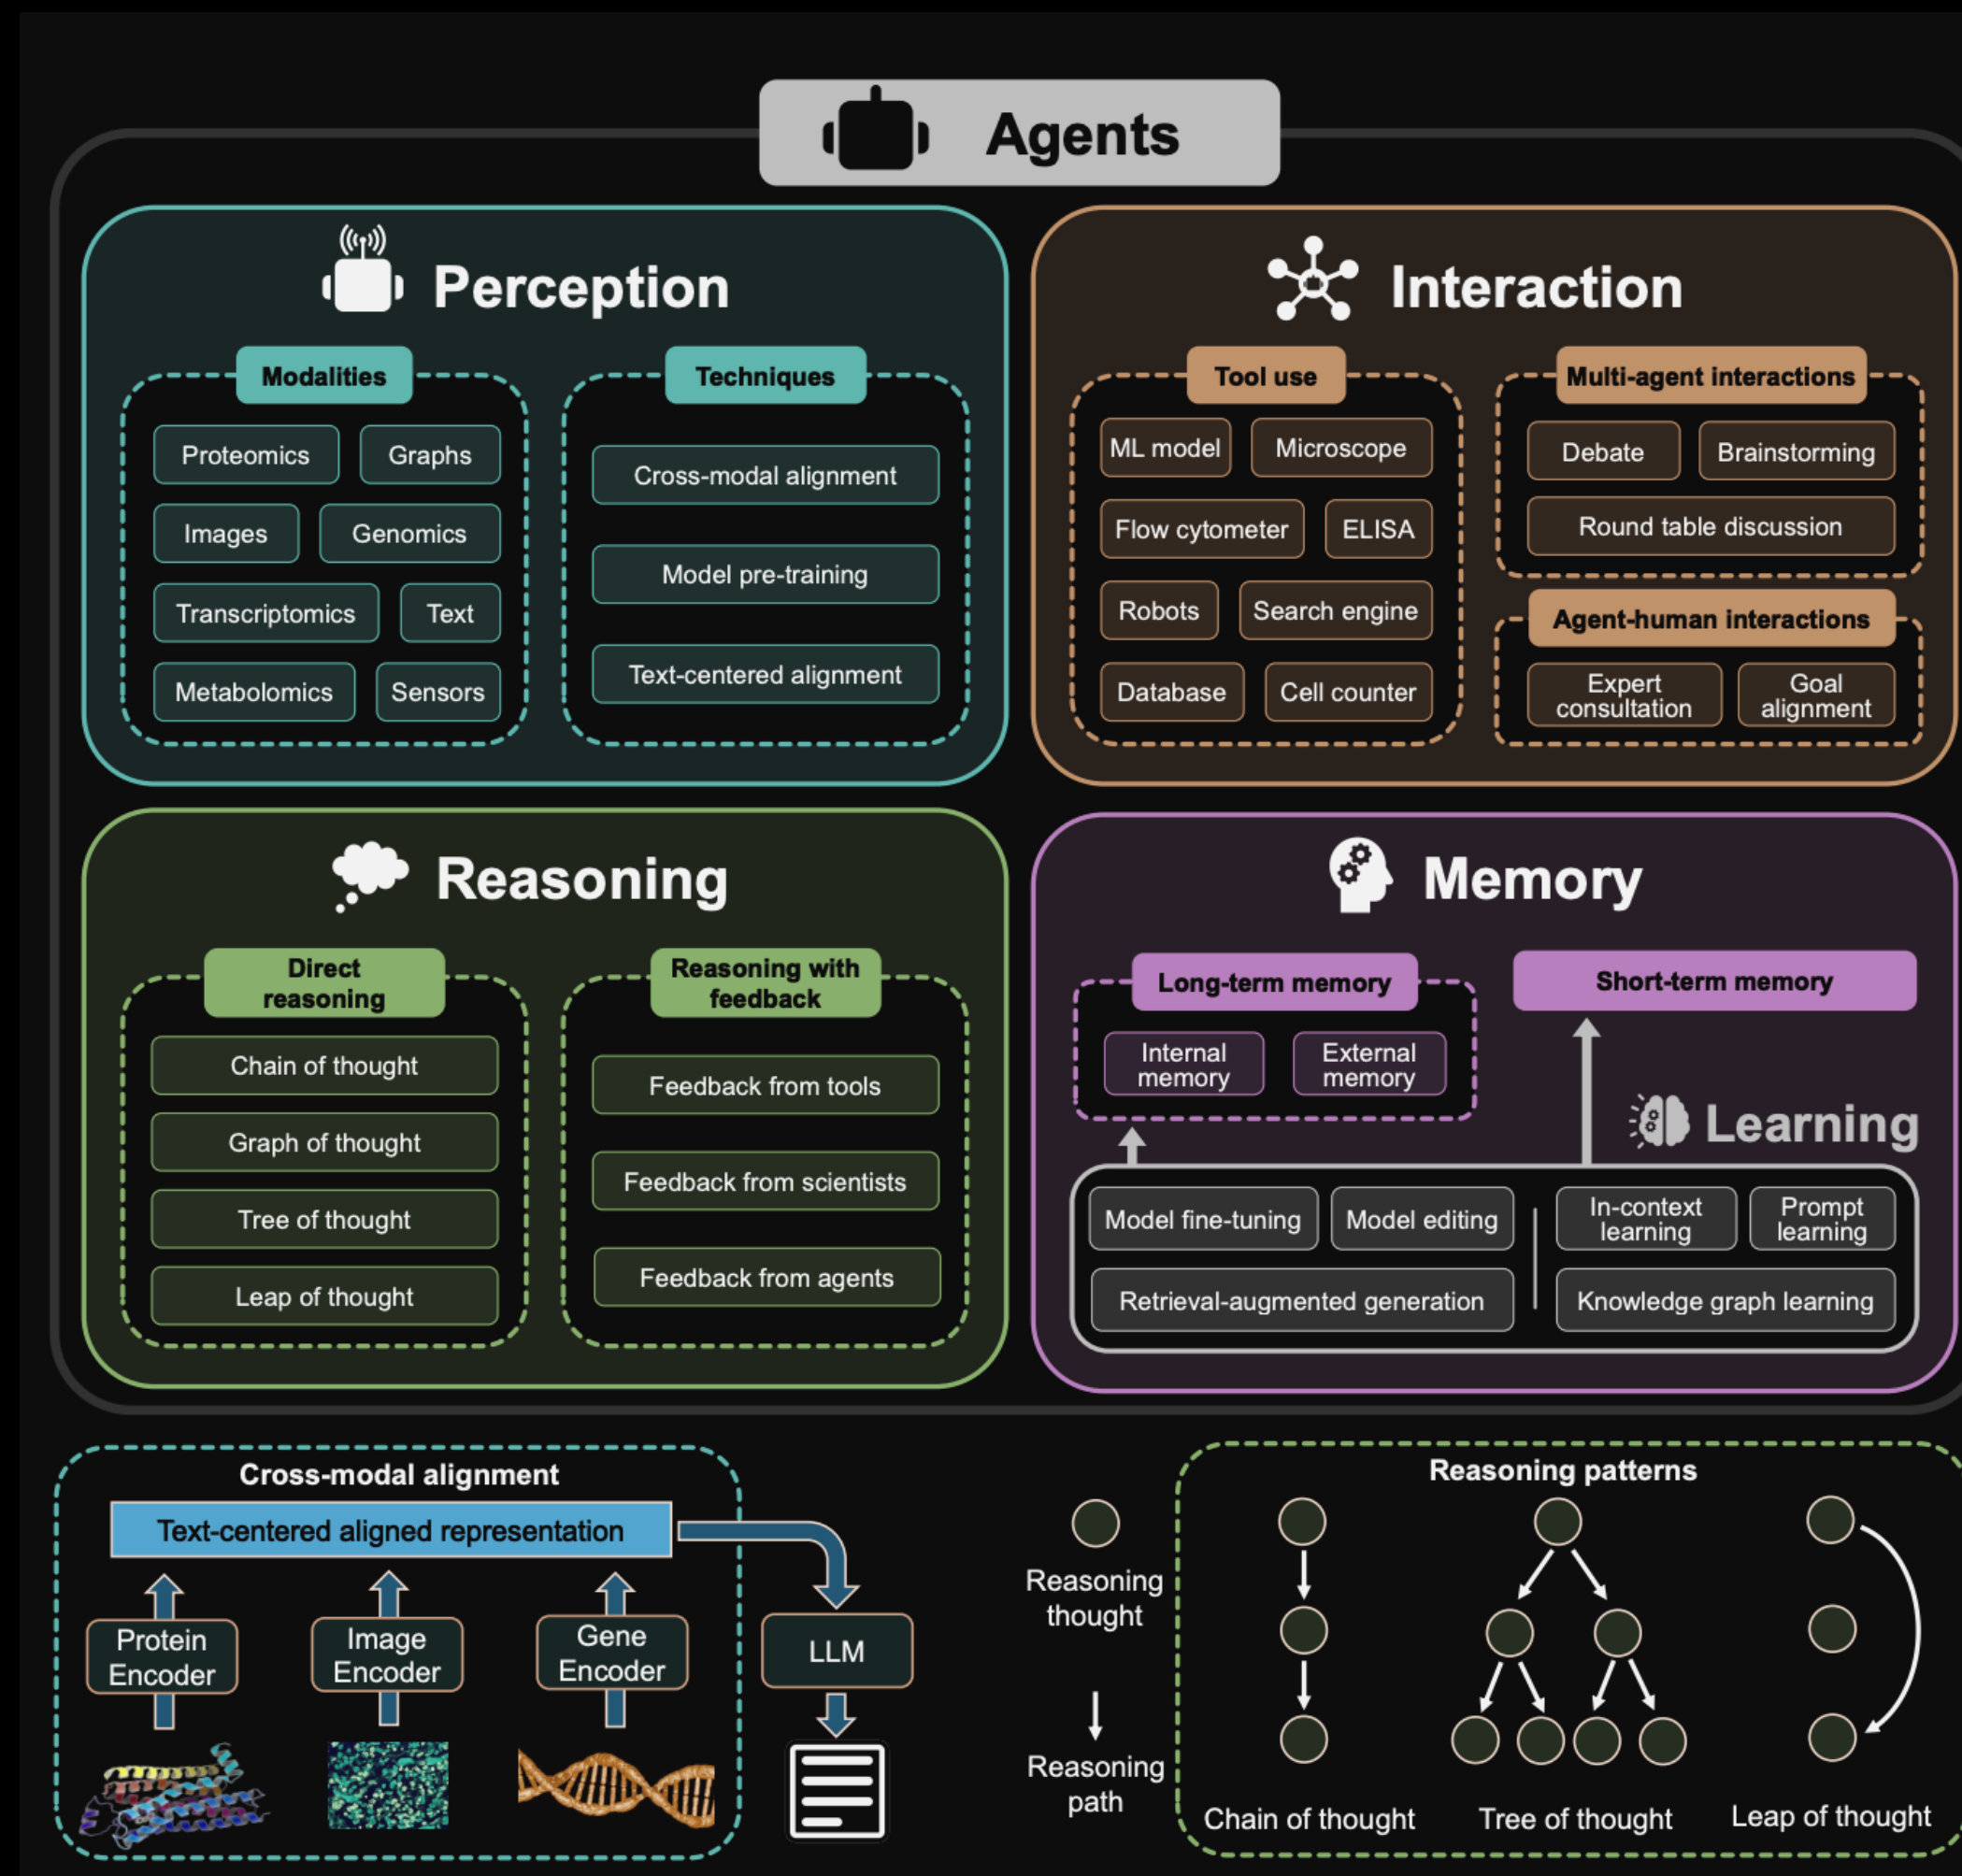 Agents
Perception
Modalities
Proteomics
Graphs
Images
Genomics
Transcriptomics
Text
Metabolomics
Sensors
Techniques
Cross-modal alignment
Model pre-training
Text-centered alignment
Interaction
Tool use
ML model
Microscope
Flow cytometer
ELISA
Robots
Search engine
Database
Cell counter
Multi-agent interactions
Debate
Brainstorming
Round table discussion
Agent-human interactions
Expert
consultation
Goal
alignment
Reasoning
Direct
reasoning
Chain of thought
Graph of thought
Tree of thought
Leap of thought
Reasoning with
feedback
Feedback from tools
Feedback from scientists
Feedback from agents
Memory
Long-term memory
Internal
memory
External
memory
Short-term memory
Learning
Model fine-tuning
Model editing
Retrieval-augmented generation
In-context
learning
Prompt
learning
Knowledge graph learning
Cross-modal alignment
Text-centered aligned representation
Protein
Encoder
Image
Encoder
Gene
Encoder
LLM
Reasoning
thought
Reasoning
path
Reasoning patterns
Chain of thought
Tree of thought
Leap of thought